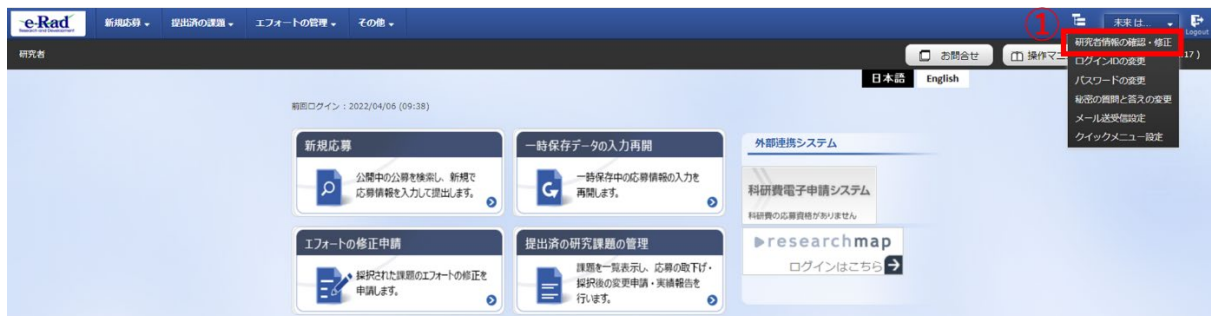 e-Rad
新規応募
提出済の課題
エフォートの管理
その他
①
未来 は...
Logout
研究者
お問合せ
操作マニ
17 )
研究者情報の確認・修正
ログインIDの変更
パスワードの変更
秘密の質問と答えの変更
メール送受信設定
クイックメニュー設定
日本語
English
前回ログイン：2022/04/06 (09:38)
新規応募
公開中の公募を検索し、新規で
応募情報を入力して提出します。
一時保存データの入力再開
一時保存中の応募情報の入力を
再開します。
外部連携システム
科研費電子申請システム
科研費の応募資格がありません
エフォートの修正申請
採択された課題のエフォートの修正を
申請します。
提出済の研究課題の管理
課題を一覧表示し、応募の取下げ・
採択後の変更申請・実績報告を
行います。
researchmap
ログインはこちら